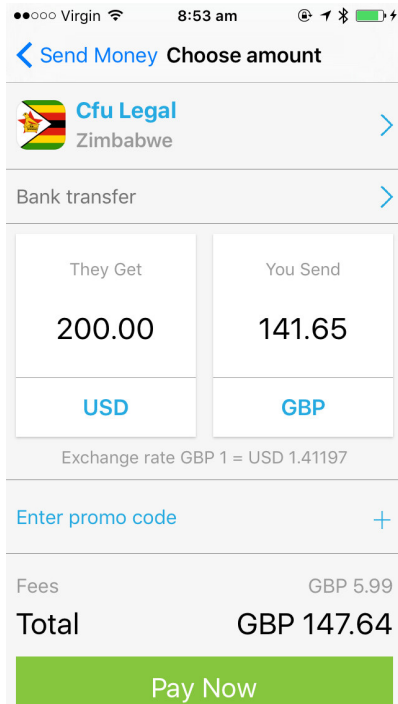 Virgin 8:53 am
Send Money Choose amount
Cfu Legal
Zimbabwe
Bank transfer
They Get You Send
200.00 141.65
USD GBP
Exchange rate GBP 1 = USD 1.41197
Enter promo code +
Fees GBP 5.99
Total GBP 147.64
Pay Now